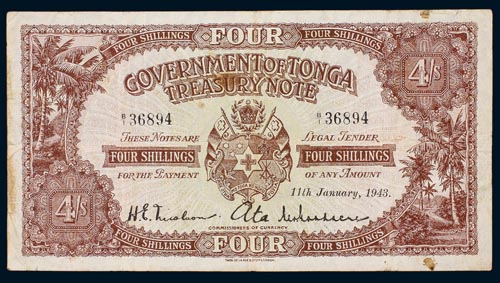 FOUR
FOUR SHILLINGS FOUR SHILLINGS
GOVERNMENT OF TONGA
TREASURY NOTE
4/s
B/1 36894 B/1 36894
THESE NOTES ARE LEGAL TENDER
FOUR SHILLINGS FOUR SHILLINGS
FOR THE PAYMENT OF ANY AMOUNT
11th January, 1943.
4/s
Ata
COMMISSIONERS OF CURRENCY
FOUR SHILLINGS FOUR SHILLINGS
FOUR